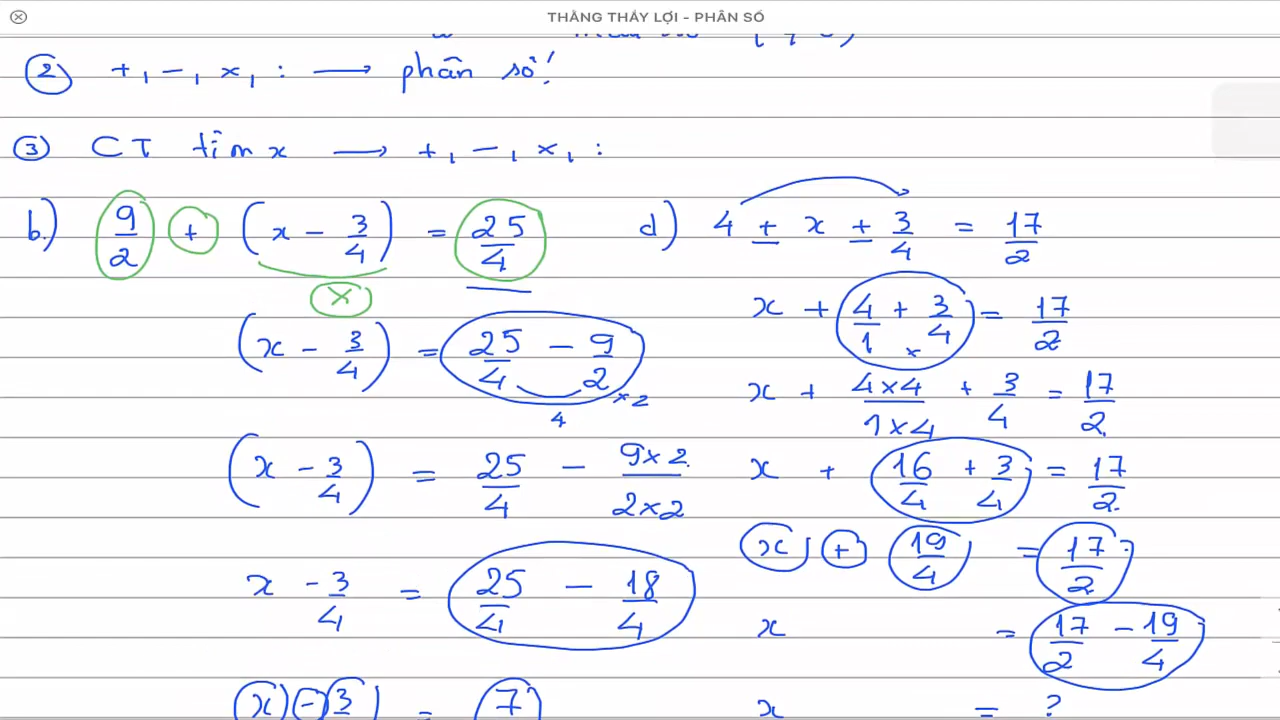 THẰNG THẦY LỢI - PHÂN SỐ
② +, -, x, : ⟶ phân số!
③ CT tìm x ⟶ +, -, x, :
b.) 9/2 + (x - 3/4) = 25/4
x
(x - 3/4) = 25/4 - 9/2
x2
4
(x - 3/4) = 25/4 - 9x2/2x2
x - 3/4 = 25/4 - 18/4
x - 3 = 7
d) 4 + x + 3/4 = 17/2
x + 4/1 + 3/4 = 17/2
x + 4x4/1x4 + 3/4 = 17/2
x + 16/4 + 3/4 = 17/2
x + 19/4 = 17/2
x = 17/2 - 19/4
x = ?